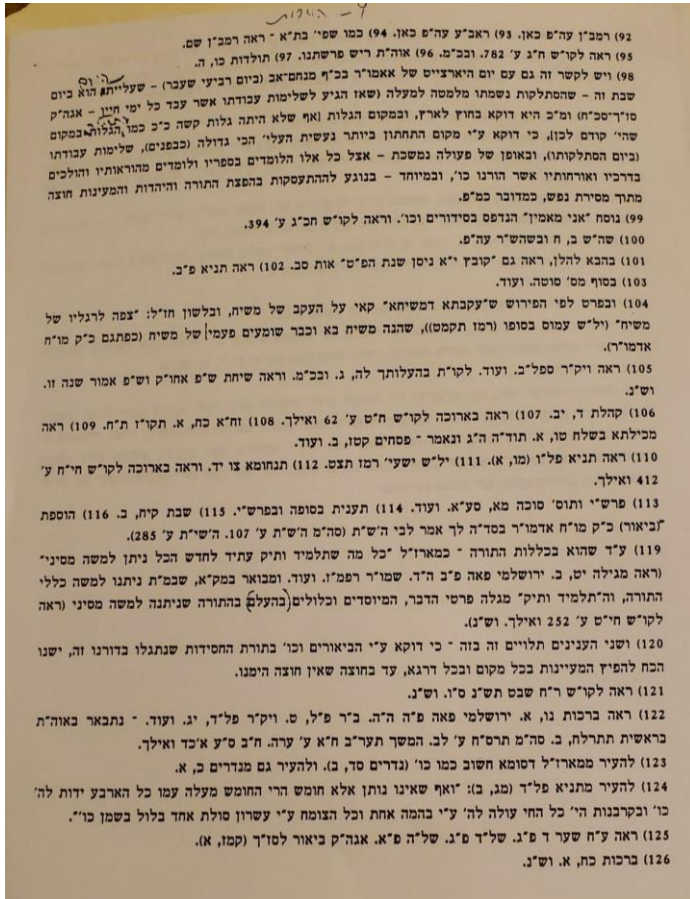 92) רמב"ן עה"פ כאן. 93) ראב"ע עה"פ כאן. 94) כמו שפי' בת"א - ראה רמב"ן שם.
95) ראה לקו"ש ח"ג ע' 782. ובכ"מ. 96) אוה"ת ריש פרשתנו. 97) תולדות כו, ה.
98) ויש לקשר זה גם עם יום היארצייט של אאמו"ר בכ"ף מנחם-אב (ביום רביעי שעבר) – שעלייתו הוא ביום
שבת זה – שהסתלקות נשמתו מלמטה למעלה (שאז הגיע לשלימות עבודתו אשר עבד כל ימי חייו – אגה"ק
סז"ך-סכ"ח) ומ"כ היא דוקא בחוץ לארץ, ובמקום הגלות [אף שלא היתה גלות קשה כ"כ כמו הגלות במקום
שהי' קודם לכן], כי דוקא ע"י מקום התחתון ביותר נעשית העלי' הכי גדולה (כבפנים), שלימות עבודתו
(ביום הסתלקותו), ובאופן של פעולה נמשכת – אצל כל אלו הלומדים בספריו ולומדים מהוראותיו והולכים
בדרכיו ואורחותיו אשר הורנו כו', ובמיוחד – בנוגע לההתעסקות בהפצת התורה והיהדות והמעינות חוצה
מתוך מסירת נפש, כמדובר כמ"פ.
99) נוסח "אני מאמין" הנדפס בסידורים וכו'. וראה לקו"ש חכ"ג ע' 394.
100) שה"ש ב, ח ובשהש"ר עה"פ.
101) בהבא להלן, ראה גם "קובץ י"א ניסן שנת הפ"ט" אות סב. 102) ראה תניא פ"ב.
103) בסוף מס' סוטה. ועוד.
104) ובפרט לפי הפירוש ש"עקבתא דמשיחא" קאי על העקב של משיח, ובלשון חז"ל: "צפה לרגליו של
משיח" (יל"ש עמוס בסופו (רמז תקמט)), שהנה משיח בא וכבר שומעים פעמי של משיח (כפתגם כ"ק מו"ח
אדמו"ר).
105) ראה ויק"ר ספל"ב. ועוד. לקו"ת בהעלותך לה, ג. ובכ"מ. וראה שיחת ש"פ אחו"ק וש"פ אמור שנה זו.
וש"נ.
106) קהלת ד, יב. 107) ראה בארוכה לקו"ש ח"ט ע' 62 ואילך. 108) זח"א כח, א. תקו"ז ת"ח. 109) ראה
מכילתא בשלח טו, א. תוד"ה ה"ג ונאמר - פסחים קטז, ב. ועוד.
110) ראה תניא פל"ו (מו, א). 111) יל"ש ישעי' רמז תצט. 112) תנחומא צו יד. וראה בארוכה לקו"ש חי"ח ע'
412 ואילך.
113) פרש"י ותוס' סוכה מא, סע"א. ועוד. 114) תענית בסופה ובפרש"י. 115) שבת קיח, ב. 116) הוספת
(ביאור) כ"ק מו"ח אדמו"ר בסד"ה לך אמר לבי ה'ש"ת (סה"מ ה'ש"ת ע' 107. ה'שי"ת ע' 285).
119) ע"ד שהוא בכללות התורה - כמארז"ל "כל מה שתלמיד ותיק עתיד לחדש הכל ניתן למשה מסיני"
(ראה מגילה יט, ב. ירושלמי פאה פ"ב ה"ד. שמו"ר רפמ"ז. ועוד. ומבואר במק"א, שבמ"ת ניתנו למשה כללי
התורה, וה"תלמיד ותיק" מגלה פרטי הדבר, המיוסדים וכלולים (בהעלם) בהתורה שניתנה למשה מסיני (ראה
לקו"ש חי"ט ע' 252 ואילך. וש"נ).
120) ושני הענינים תלויים זה בזה - כי דוקא ע"י הביאורים וכו' בתורת החסידות שנתגלו בדורנו זה, ישנו
הכח להפיץ המעיינות בכל מקום ובכל דרגא, עד בחוצה שאין חוצה הימנו.
121) ראה לקו"ש ר"ח שבט תש"נ ס"ו. וש"נ.
122) ראה ברכות נו, א. ירושלמי פאה פ"ה ה"ה. ב"ר פ"ל, ט. ויק"ר פל"ד, יג. ועוד. - נתבאר באוה"ת
בראשית תתרלח, ב. סה"מ תרס"ח ע' לב. המשך תער"ב ח"א ע' ערה. ח"ב ס"ע א'כד ואילך.
123) להעיר ממארז"ל דסומא חשוב כמו כו' (נדרים סד, ב). ולהעיר גם מנדרים כ, א.
124) להעיר מתניא פל"ד (מג, ב): "ואף שאינו נותן אלא חומש הרי החומש מעלה עמו כל הארבע ידות לה'
כו' ובקרבנות הי' כל החי עולה לה' ע"י בהמה אחת וכל הצומח ע"י עשרון סולת אחד בלול בשמן כו'".
125) ראה ע"ח שער ד פ"ג. של"ד פ"ג. של"ה פ"א. אגה"ק ביאור לסז"ך (קמז, א).
126) ברכות כח, א. וש"נ.